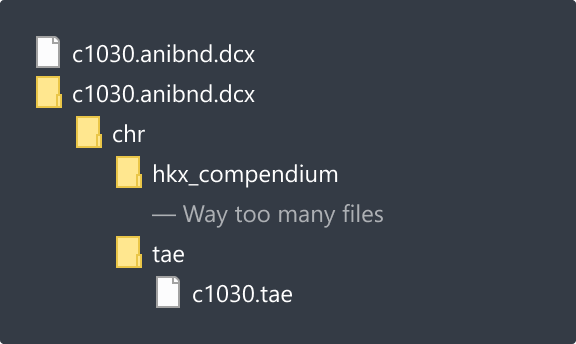 c1030.anibnd.dcx
c1030.anibnd.dcx
chr
hkx_compendium
— Way too many files
tae
c1030.tae